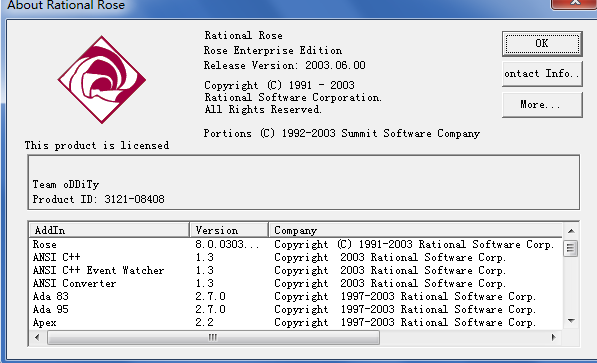 About Rational Rose
Rational Rose
Rose Enterprise Edition
Release Version: 2003.06.00
Copyright (C) 1991 - 2003
Rational Software Corporation.
All Rights Reserved.
Portions (C) 1992-2003 Summit Software Company
OK
ontact Info..
More...
This product is licensed
Team oDDiTy
Product ID: 3121-08408
AddIn Version Company
Rose 8.0.0303... Copyright (C) 1991-2003 Rational Software Corp.
ANSI C++ 1.3 Copyright 2003 Rational Software Corp.
ANSI C++ Event Watcher 1.3 Copyright 2003 Rational Software Corp.
ANSI Converter 1.3 Copyright 2003 Rational Software Corp.
Ada 83 2.7.0 Copyright 1997-2003 Rational Software Corp.
Ada 95 2.7.0 Copyright 1997-2003 Rational Software Corp.
Apex 2.2 Copyright 1997-2003 Rational Software Corp.